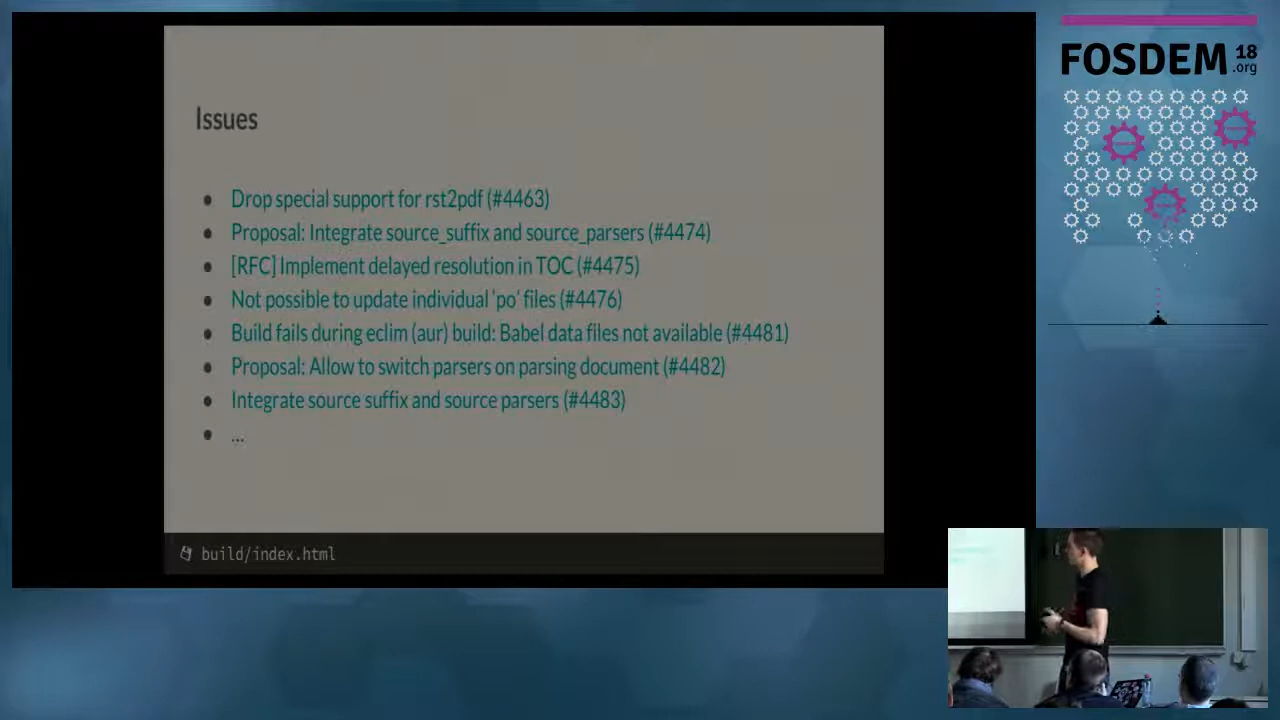 Issues
Drop special support for rst2pdf (#4463)
Proposal: Integrate source_suffix and source_parsers (#4474)
[RFC] Implement delayed resolution in TOC (#4475)
Not possible to update individual 'po' files (#4476)
Build fails during eclim (aur) build: Babel data files not available (#4481)
Proposal: Allow to switch parsers on parsing document (#4482)
Integrate source suffix and source parsers (#4483)
...
build/index.html
FOSDEM 18
.org